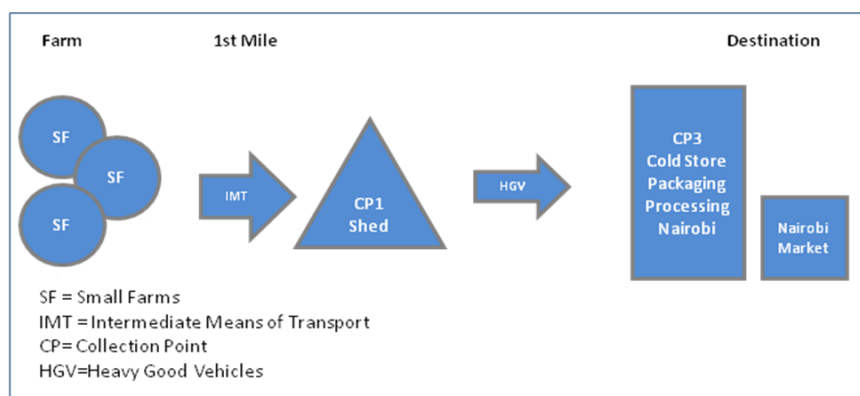 Farm
1st Mile
Destination
SF
SF
SF
IMT
CP1
Shed
HGV
CP3
Cold Store
Packaging
Processing
Nairobi
Nairobi
Market
SF = Small Farms
IMT = Intermediate Means of Transport
CP= Collection Point
HGV=Heavy Good Vehicles